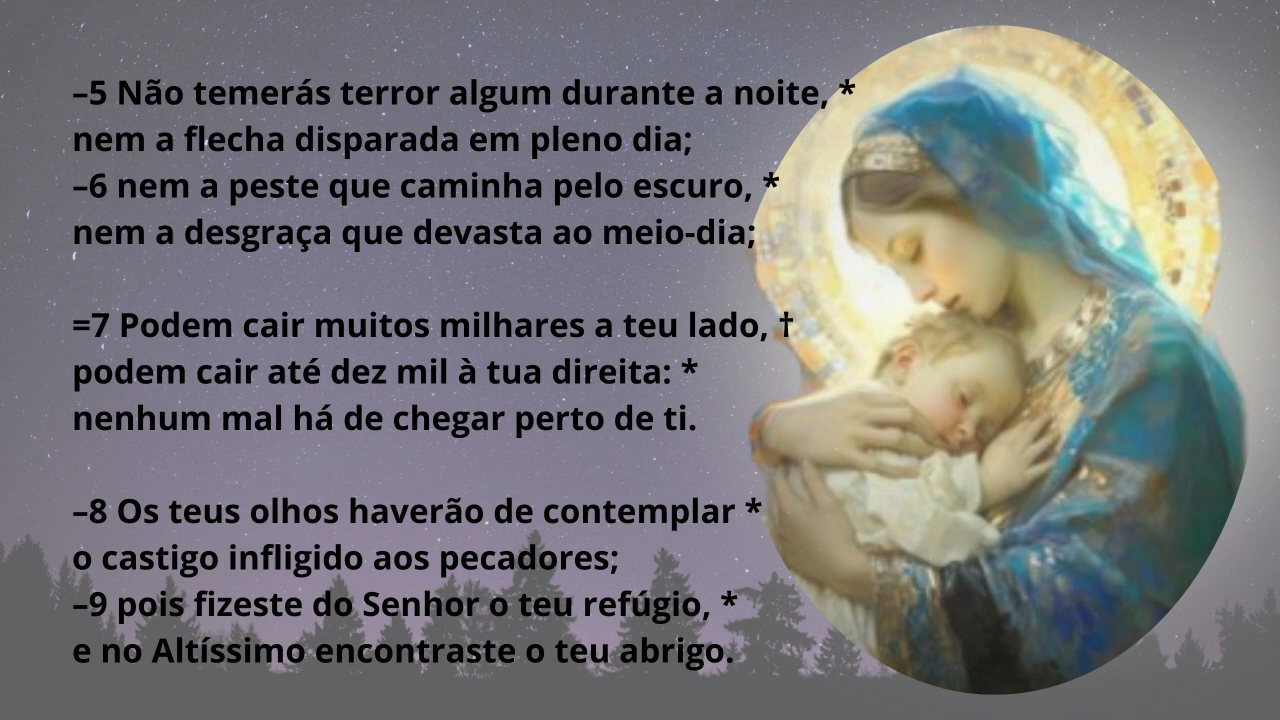 –5 Não temerás terror algum durante a noite, *
nem a flecha disparada em pleno dia;
–6 nem a peste que caminha pelo escuro, *
nem a desgraça que devasta ao meio-dia;
=7 Podem cair muitos milhares a teu lado, †
podem cair até dez mil à tua direita: *
nenhum mal há de chegar perto de ti.
–8 Os teus olhos haverão de contemplar *
o castigo infligido aos pecadores;
–9 pois fizeste do Senhor o teu refúgio, *
e no Altíssimo encontraste o teu abrigo.